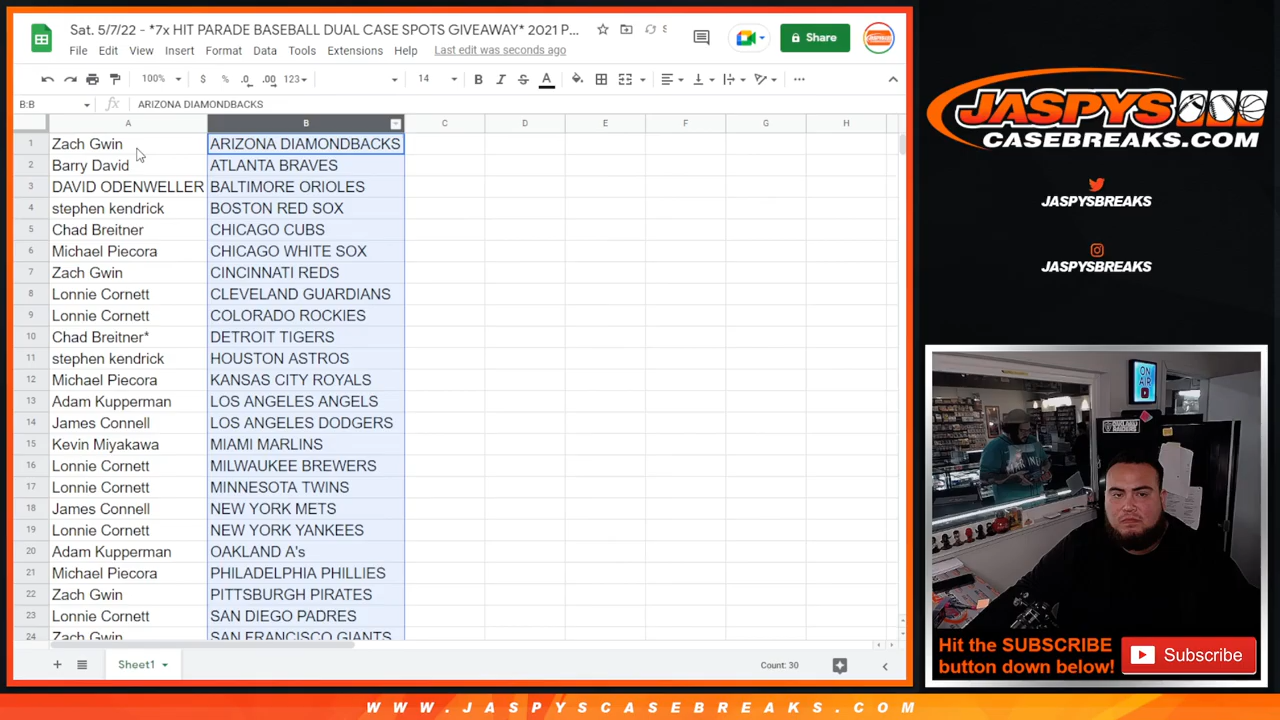 Sat. 5/7/22 - *7x HIT PARADE BASEBALL DUAL CASE SPOTS GIVEAWAY* 2021 P...
File Edit View Insert Format Data Tools Extensions Help Last edit was seconds ago
Share
100% $ % .0 .00 123 14 B I S A
B:B fx ARIZONA DIAMONDBACKS
A B C D E F G H
1 Zach Gwin ARIZONA DIAMONDBACKS
2 Barry David ATLANTA BRAVES
3 DAVID ODENWELLER BALTIMORE ORIOLES
4 stephen kendrick BOSTON RED SOX
5 Chad Breitner CHICAGO CUBS
6 Michael Piecora CHICAGO WHITE SOX
7 Zach Gwin CINCINNATI REDS
8 Lonnie Cornett CLEVELAND GUARDIANS
9 Lonnie Cornett COLORADO ROCKIES
10 Chad Breitner* DETROIT TIGERS
11 stephen kendrick HOUSTON ASTROS
12 Michael Piecora KANSAS CITY ROYALS
13 Adam Kupperman LOS ANGELES ANGELS
14 James Connell LOS ANGELES DODGERS
15 Kevin Miyakawa MIAMI MARLINS
16 Lonnie Cornett MILWAUKEE BREWERS
17 Lonnie Cornett MINNESOTA TWINS
18 James Connell NEW YORK METS
19 Lonnie Cornett NEW YORK YANKEES
20 Adam Kupperman OAKLAND A's
21 Michael Piecora PHILADELPHIA PHILLIES
22 Zach Gwin PITTSBURGH PIRATES
23 Lonnie Cornett SAN DIEGO PADRES
24 Zach Gwin SAN FRANCISCO GIANTS
Sheet1
Count: 30
JASPYS
CASEBREAKS.COM
JASPYSBREAKS
JASPYSBREAKS
ON
AIR
Hit the SUBSCRIBE
button down below!
Subscribe
WWW.JASPYSCASEBREAKS.COM